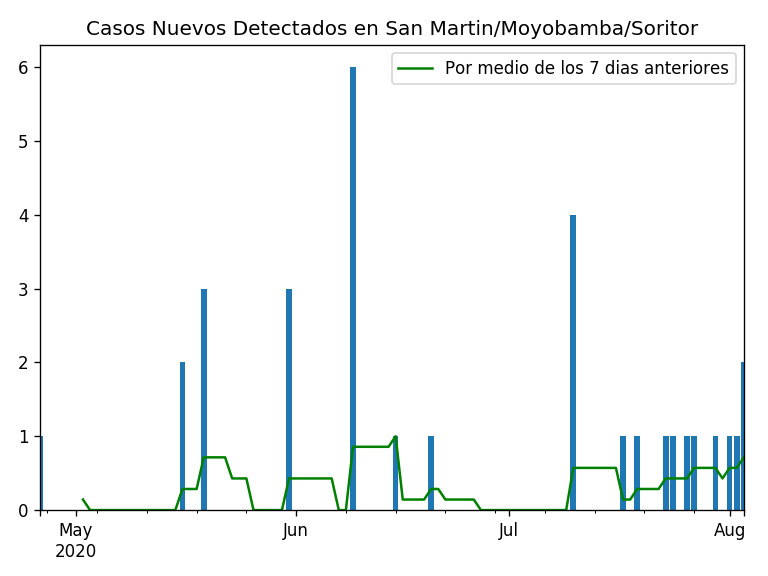 Casos Nuevos Detectados en San Martin/Moyobamba/Soritor
Por medio de los 7 dias anteriores
6
5
4
3
2
1
0
May Jun Jul Aug
2020